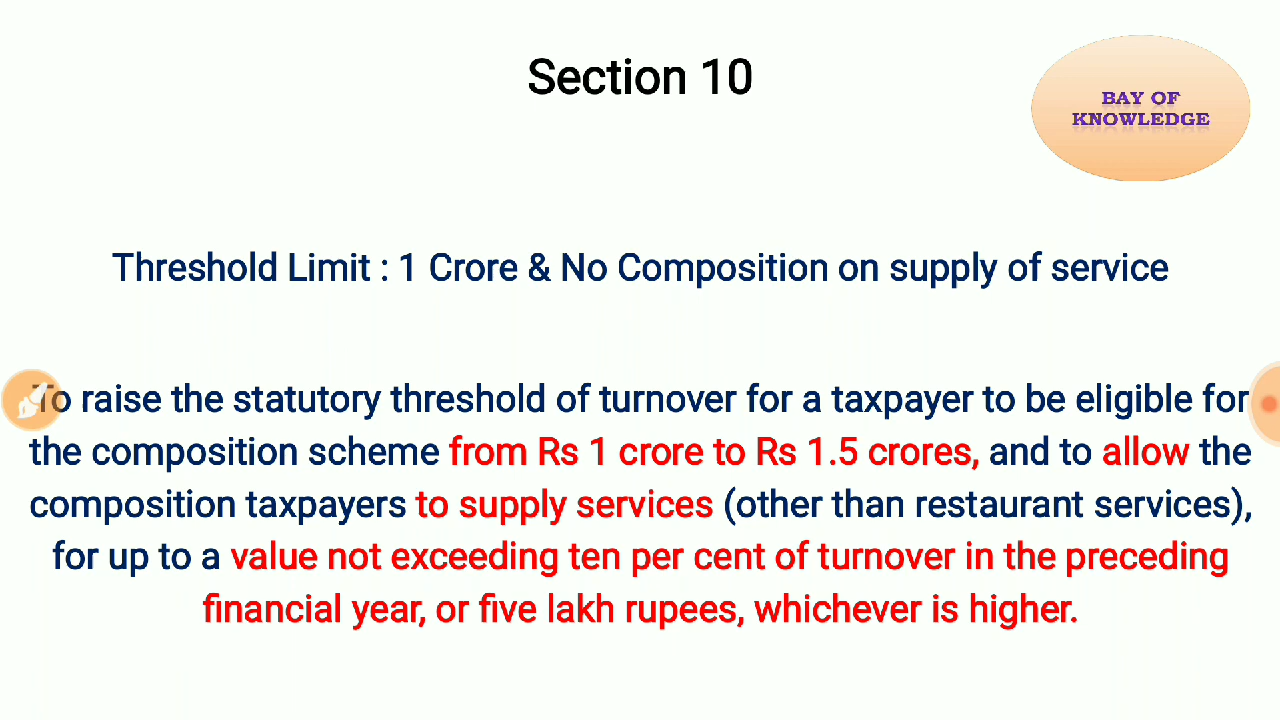 Section 10
BAY OF
KNOWLEDGE
Threshold Limit : 1 Crore & No Composition on supply of service
To raise the statutory threshold of turnover for a taxpayer to be eligible for
the composition scheme from Rs 1 crore to Rs 1.5 crores, and to allow the
composition taxpayers to supply services (other than restaurant services),
for up to a value not exceeding ten per cent of turnover in the preceding
financial year, or five lakh rupees, whichever is higher.